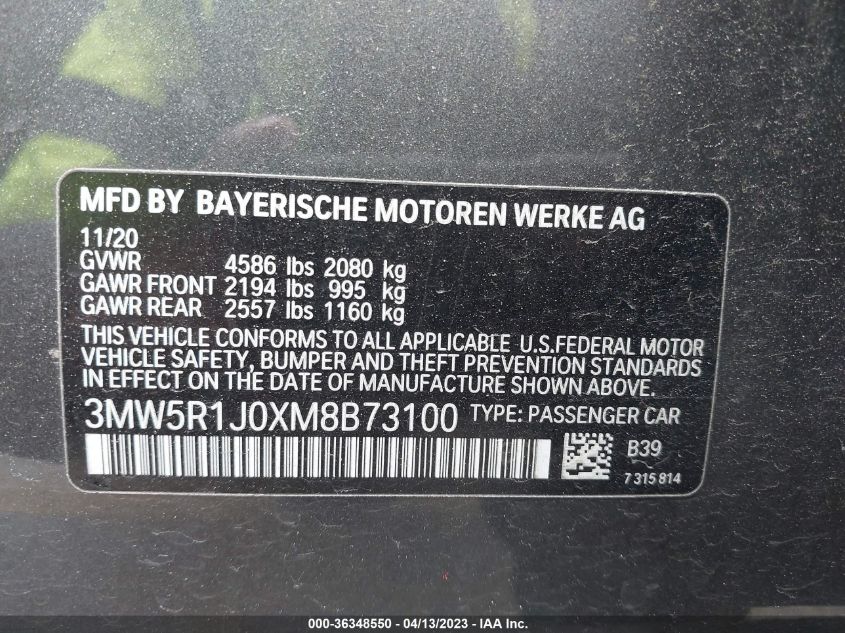 MFD BY BAYERISCHE MOTOREN WERKE AG
11/20
GVWR 4586 lbs 2080 kg
GAWR FRONT 2194 lbs 995 kg
GAWR REAR 2557 lbs 1160 kg
THIS VEHICLE CONFORMS TO ALL APPLICABLE U.S.FEDERAL MOTOR
VEHICLE SAFETY, BUMPER AND THEFT PREVENTION STANDARDS
IN EFFECT ON THE DATE OF MANUFACTURE SHOWN ABOVE.
3MW5R1J0XM8B73100 TYPE: PASSENGER CAR
B39
7 315 814
000-36348550 - 04/13/2023 - © IAA Inc.